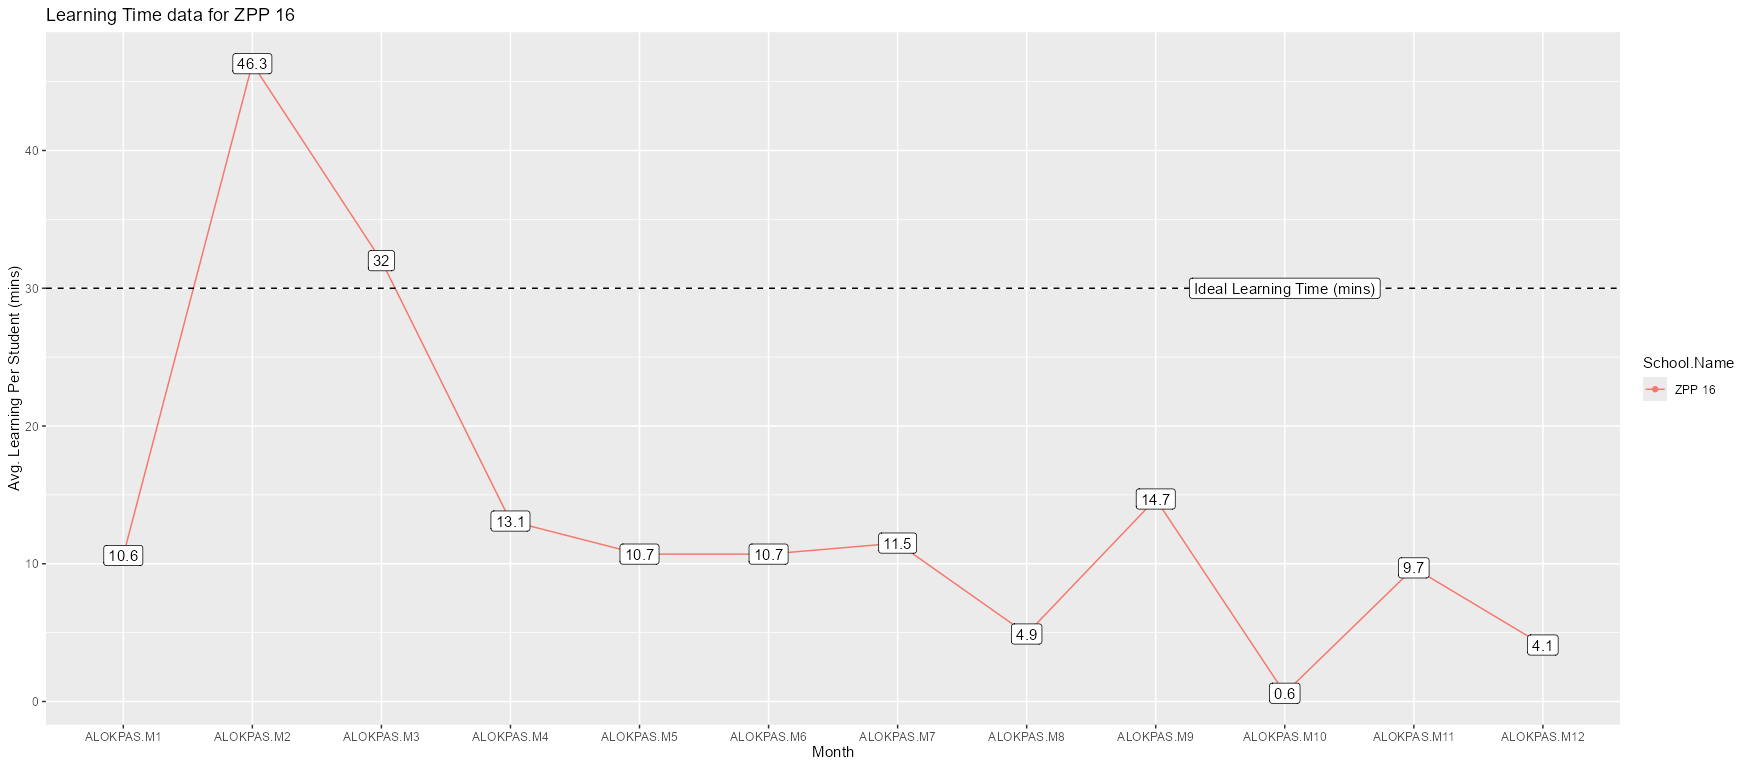 Learning Time data for ZPP 16
Avg. Learning Per Student (mins)
40
30
20
10
0
46.3
32
Ideal Learning Time (mins)
10.6
13.1
10.7
10.7
11.5
4.9
14.7
0.6
9.7
4.1
ALOKPAS.M1 ALOKPAS.M2 ALOKPAS.M3 ALOKPAS.M4 ALOKPAS.M5 ALOKPAS.M6 ALOKPAS.M7 ALOKPAS.M8 ALOKPAS.M9 ALOKPAS.M10 ALOKPAS.M11 ALOKPAS.M12
Month
School.Name
ZPP 16